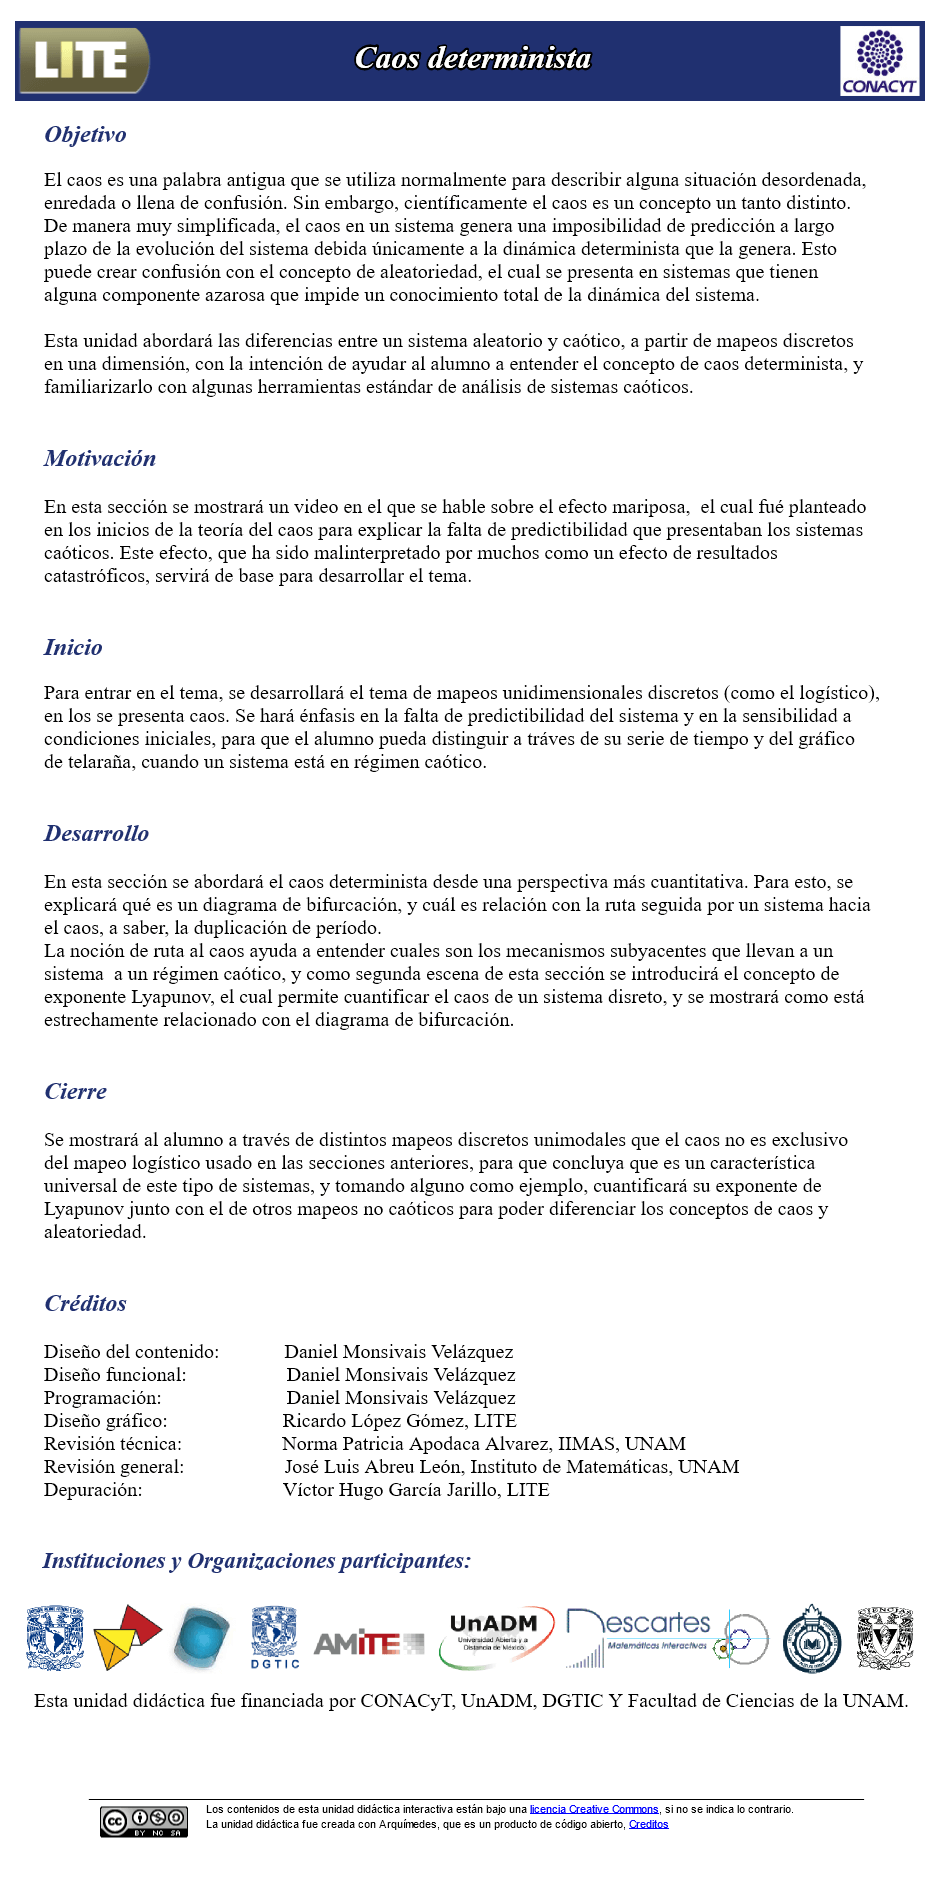 LITE
Caos determinista
CONACYT
Objetivo
El caos es una palabra antigua que se utiliza normalmente para describir alguna situación desordenada,
enredada o llena de confusión. Sin embargo, científicamente el caos es un concepto un tanto distinto.
De manera muy simplificada, el caos en un sistema genera una imposibilidad de predicción a largo
plazo de la evolución del sistema debida únicamente a la dinámica determinista que la genera. Esto
puede crear confusión con el concepto de aleatoriedad, el cual se presenta en sistemas que tienen
alguna componente azarosa que impide un conocimiento total de la dinámica del sistema.
Esta unidad abordará las diferencias entre un sistema aleatorio y caótico, a partir de mapeos discretos
en una dimensión, con la intención de ayudar al alumno a entender el concepto de caos determinista, y
familiarizarlo con algunas herramientas estándar de análisis de sistemas caóticos.
Motivación
En esta sección se mostrará un video en el que se hable sobre el efecto mariposa,  el cual fué planteado
en los inicios de la teoría del caos para explicar la falta de predictibilidad que presentaban los sistemas
caóticos. Este efecto, que ha sido malinterpretado por muchos como un efecto de resultados
catastróficos, servirá de base para desarrollar el tema.
Inicio
Para entrar en el tema, se desarrollará el tema de mapeos unidimensionales discretos (como el logístico),
en los se presenta caos. Se hará énfasis en la falta de predictibilidad del sistema y en la sensibilidad a
condiciones iniciales, para que el alumno pueda distinguir a tráves de su serie de tiempo y del gráfico
de telaraña, cuando un sistema está en régimen caótico.
Desarrollo
En esta sección se abordará el caos determinista desde una perspectiva más cuantitativa. Para esto, se
explicará qué es un diagrama de bifurcación, y cuál es relación con la ruta seguida por un sistema hacia
el caos, a saber, la duplicación de período.
La noción de ruta al caos ayuda a entender cuales son los mecanismos subyacentes que llevan a un
sistema  a un régimen caótico, y como segunda escena de esta sección se introducirá el concepto de
exponente Lyapunov, el cual permite cuantificar el caos de un sistema disreto, y se mostrará como está
estrechamente relacionado con el diagrama de bifurcación.
Cierre
Se mostrará al alumno a través de distintos mapeos discretos unimodales que el caos no es exclusivo
del mapeo logístico usado en las secciones anteriores, para que concluya que es un característica
universal de este tipo de sistemas, y tomando alguno como ejemplo, cuantificará su exponente de
Lyapunov junto con el de otros mapeos no caóticos para poder diferenciar los conceptos de caos y
aleatoriedad.
Créditos
Diseño del contenido: Daniel Monsivais Velázquez
Diseño funcional: Daniel Monsivais Velázquez
Programación: Daniel Monsivais Velázquez
Diseño gráfico: Ricardo López Gómez, LITE
Revisión técnica: Norma Patricia Apodaca Alvarez, IIMAS, UNAM
Revisión general: José Luis Abreu León, Instituto de Matemáticas, UNAM
Depuración: Víctor Hugo García Jarillo, LITE
Instituciones y Organizaciones participantes:
DGTIC
AMITE
UnADM
Universidad Abierta y a
Distancia de México
Descartes
Matemáticas Interactivas
CIENCIAS
Esta unidad didáctica fue financiada por CONACyT, UnADM, DGTIC Y Facultad de Ciencias de la UNAM.
cc BY NC SA
Los contenidos de esta unidad didáctica interactiva están bajo una licencia Creative Commons, si no se indica lo contrario.
La unidad didáctica fue creada con Arquímedes, que es un producto de código abierto, Creditos